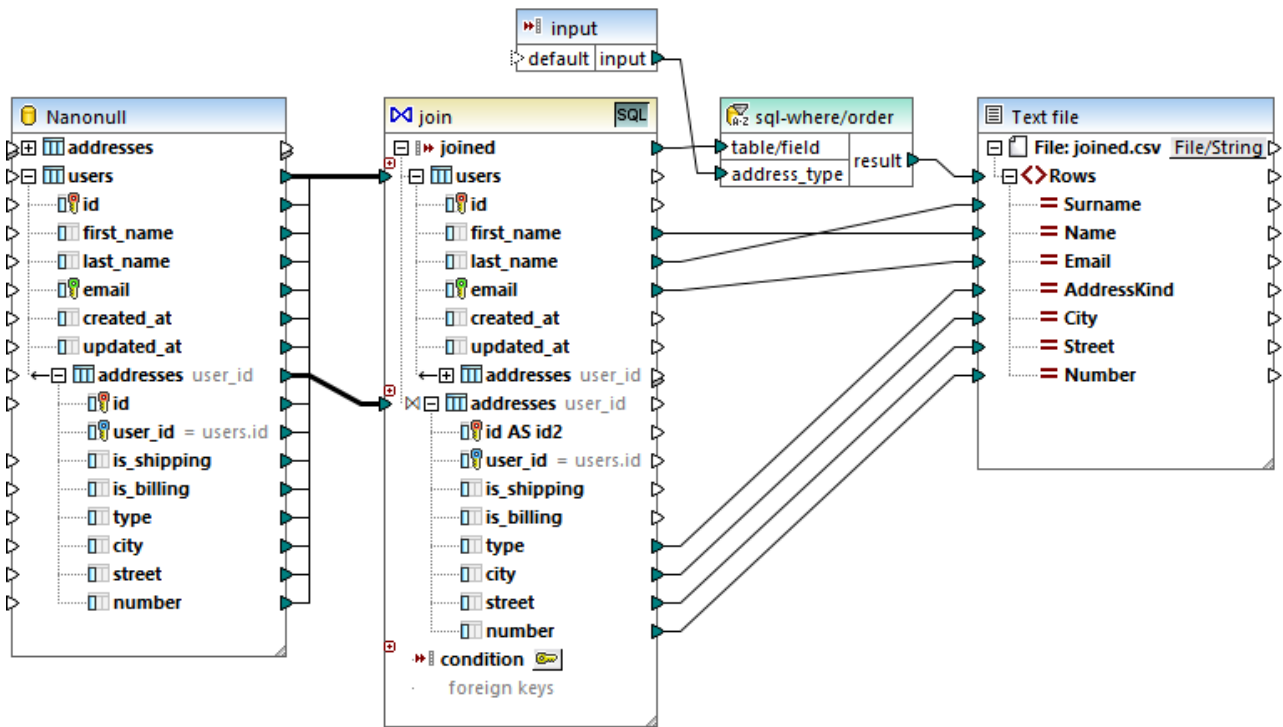 input
default input
Nanonull
addresses
users
id
first_name
last_name
email
created_at
updated_at
addresses user_id
id
user_id = users.id
is_shipping
is_billing
type
city
street
number
join SQL
joined
users
id
first_name
last_name
email
created_at
updated_at
addresses user_id
addresses user_id
id AS id2
user_id = users.id
is_shipping
is_billing
type
city
street
number
condition
foreign keys
A-Z sql-where/order
table/field
result
address_type
Text file
File: joined.csv File/String
Rows
Surname
Name
Email
AddressKind
City
Street
Number